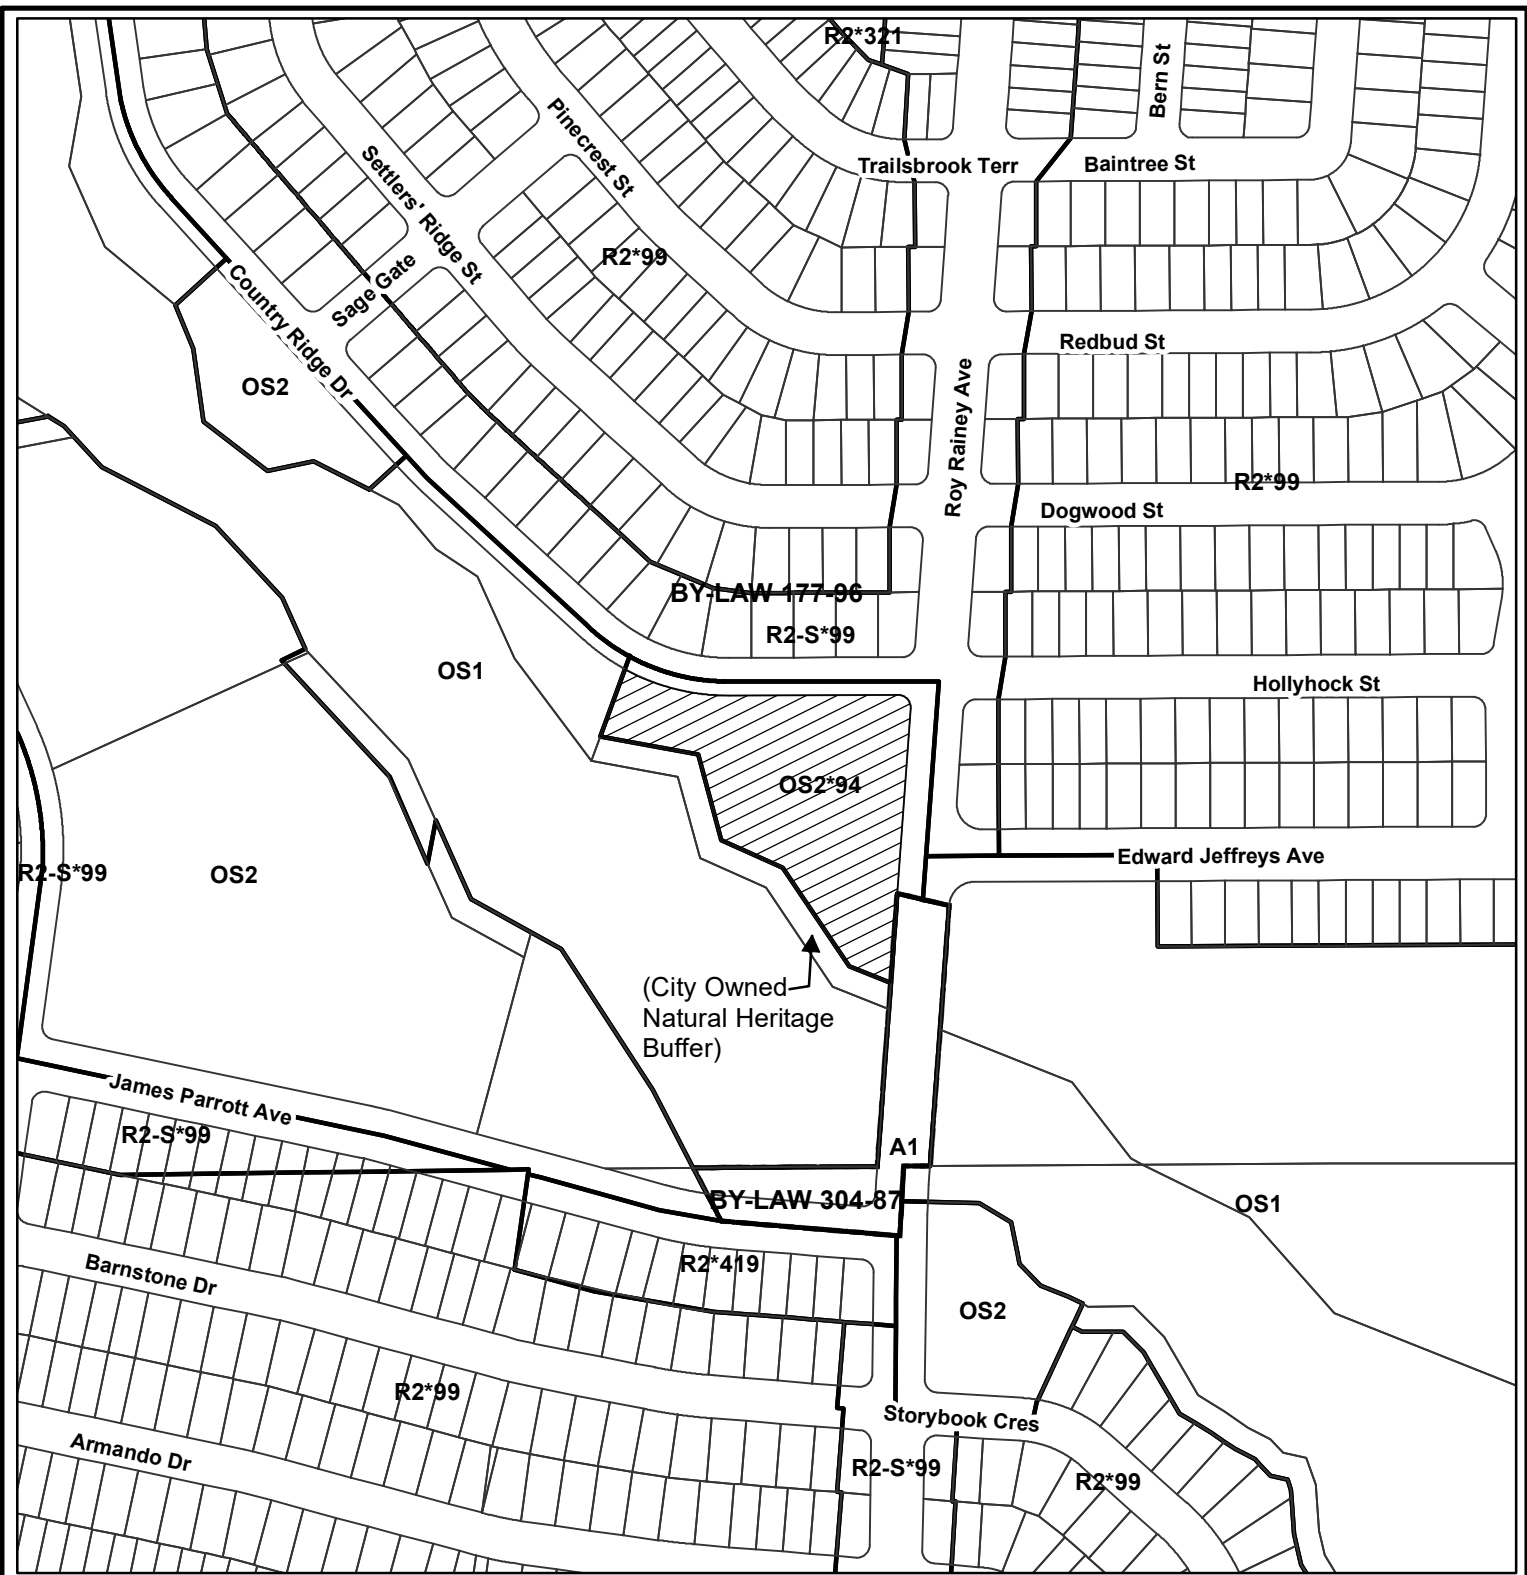 R2*321
Bern St
Pinecrest St
Trailsbrook Terr
Baintree St
Settlers' Ridge St
R2*99
Sage Gate
Country Ridge Dr
Redbud St
OS2
Roy Rainey Ave
R2*99
Dogwood St
BY-LAW 177-96
R2-S*99
OS1
Hollyhock St
OS2*94
Edward Jeffreys Ave
R2-S*99
OS2
(City Owned
Natural Heritage
Buffer)
James Parrott Ave
R2-S*99
A1
BY-LAW 304-87
OS1
R2*419
Barnstone Dr
OS2
R2*99
Storybook Cres
Armando Dr
R2-S*99
R2*99